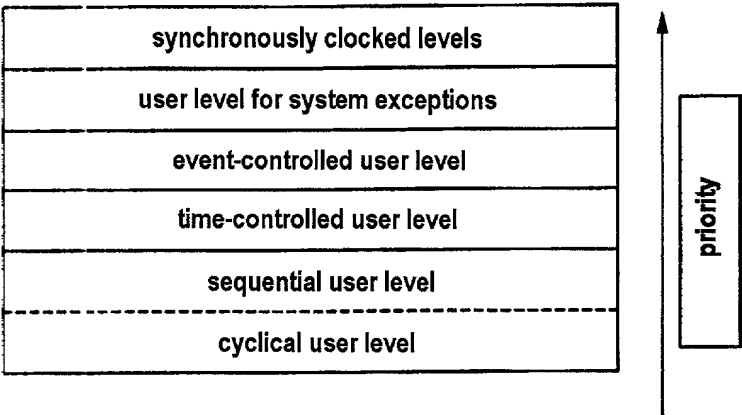 synchronously clocked levels
user level for system exceptions
event-controlled user level
time-controlled user level
sequential user level
cyclical user level
priority